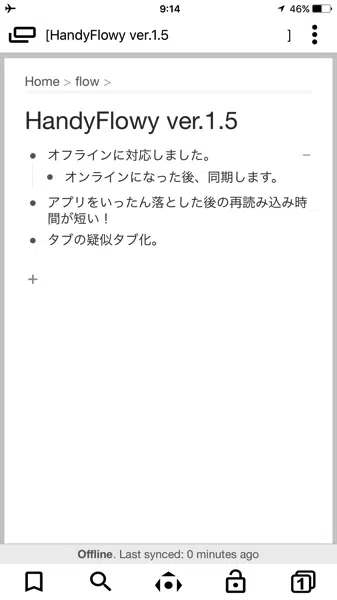 9:14
46%
[HandyFlowy ver.1.5 ]
Home > flow >
HandyFlowy ver.1.5
オフラインに対応しました。
オンラインになった後、同期します。
アプリをいったん落とした後の再読み込み時
間が短い！
タブの疑似タブ化。
Offline. Last synced: 0 minutes ago
1